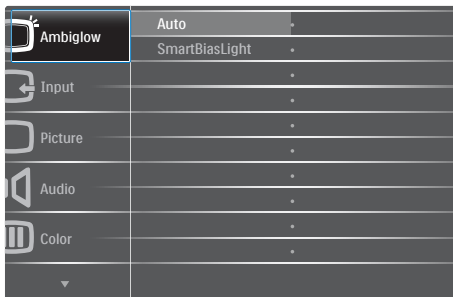 Ambiglow
Auto
SmartBiasLight
Input
Picture
Audio
Color